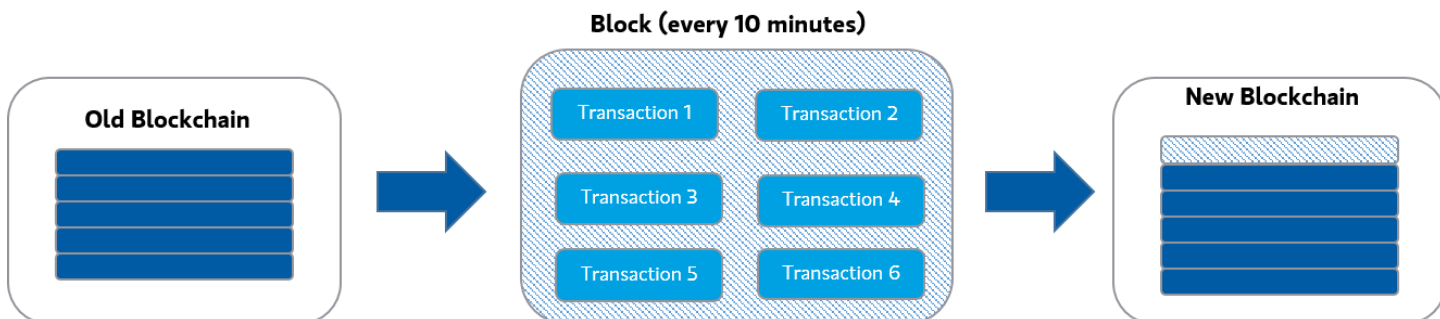 Block (every 10 minutes)
Old Blockchain
Transaction 1
Transaction 2
Transaction 3
Transaction 4
Transaction 5
Transaction 6
New Blockchain